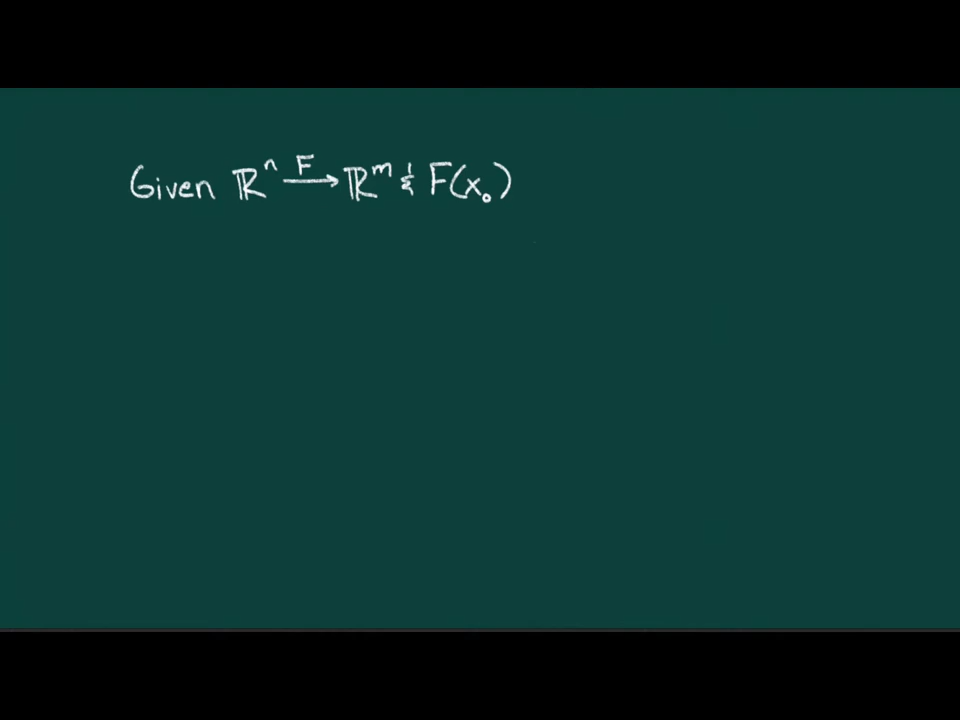 Given ℝⁿ —F→ ℝᵐ & F(x₀)